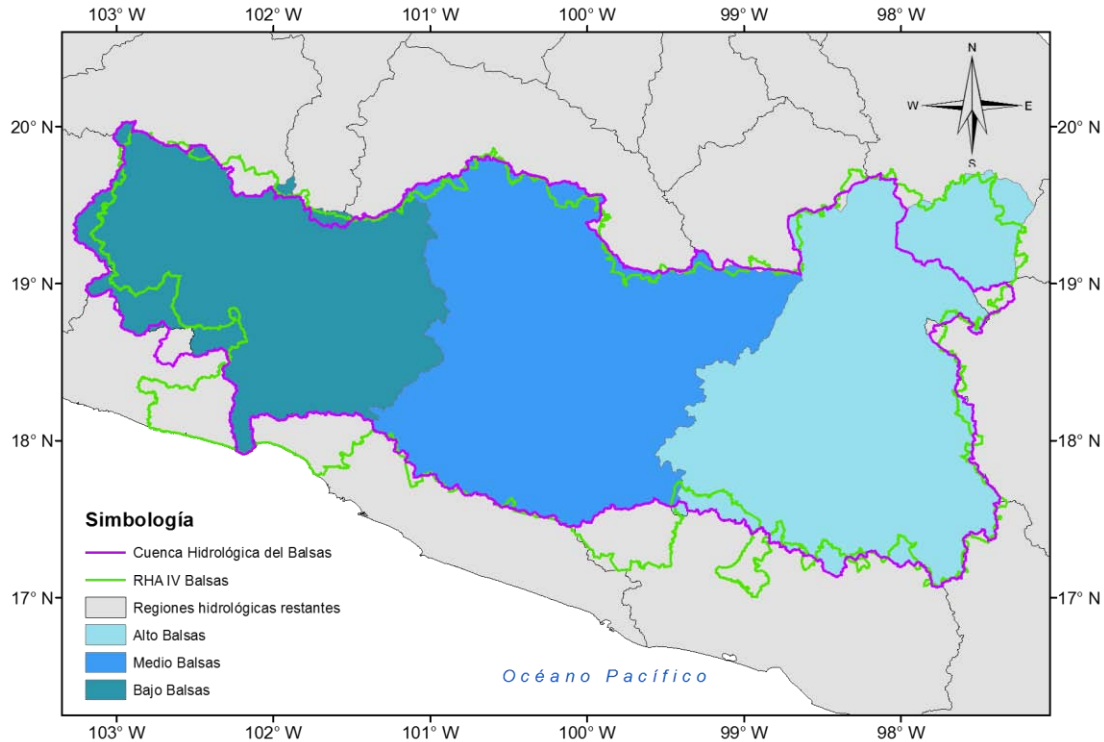 103° W 102° W 101° W 100° W 99° W 98° W
N
W E
S
20° N 20° N
19° N 19° N
18° N 18° N
17° N 17° N
Simbología
Cuenca Hidrológica del Balsas
RHA IV Balsas
Regiones hidrológicas restantes
Alto Balsas
Medio Balsas
Bajo Balsas
Océano Pacífico
103° W 102° W 101° W 100° W 99° W 98° W